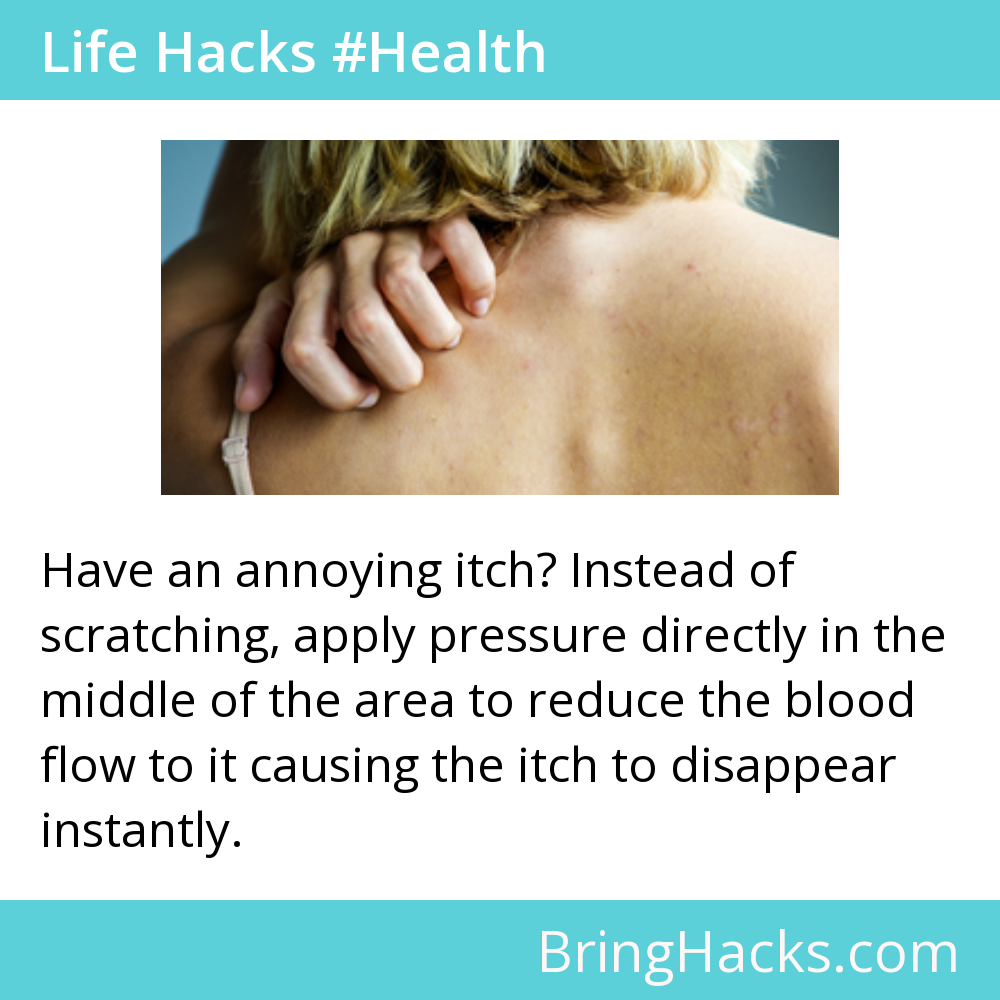 Life Hacks #Health
Have an annoying itch? Instead of
scratching, apply pressure directly in the
middle of the area to reduce the blood
flow to it causing the itch to disappear
instantly.
BringHacks.com